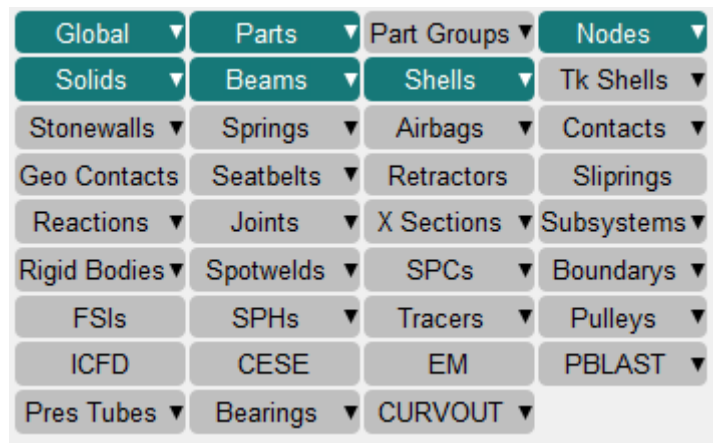 Global ▼ Parts ▼ Part Groups ▼ Nodes ▼
Solids ▼ Beams ▼ Shells ▼ Tk Shells ▼
Stonewalls ▼ Springs ▼ Airbags ▼ Contacts ▼
Geo Contacts Seatbelts ▼ Retractors Sliprings
Reactions ▼ Joints ▼ X Sections ▼ Subsystems ▼
Rigid Bodies ▼ Spotwelds ▼ SPCs ▼ Boundarys ▼
FSIs SPHs ▼ Tracers ▼ Pulleys ▼
ICFD CESE EM PBLAST ▼
Pres Tubes ▼ Bearings ▼ CURVOUT ▼